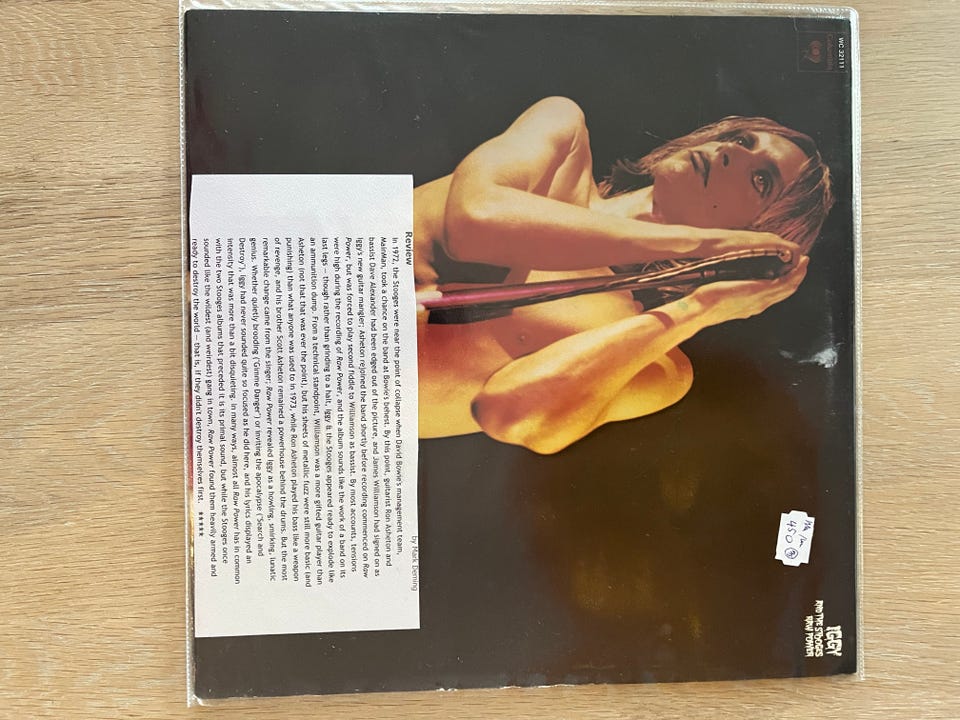 WC 32111
Columbia
IGGY
AND THE STOOGES
RAW POWER
450
Review
by Mark Deming
In 1972, the Stooges were near the point of collapse when David Bowie's management team,
MainMan, took a chance on the band at Bowie's behest. By this point, guitarist Ron Asheton and
bassist Dave Alexander had been edged out of the picture, and James Williamson had signed on as
Iggy's new guitar mangler; Asheton rejoined the band shortly before recording commenced on Raw
Power, but was forced to play second fiddle to Williamson as bassist. By most accounts, tensions
were high during the recording of Raw Power, and the album sounds like the work of a band on its
last legs — though rather than grinding to a halt, Iggy & the Stooges appeared ready to explode like
an ammunition dump. From a technical standpoint, Williamson was a more gifted guitar player than
Asheton (not that that was ever the point), but his sheets of metallic fuzz were still more basic (and
punishing) than what anyone was used to in 1973, while Ron Asheton played his bass like a weapon
of revenge, and his brother Scott Asheton remained a powerhouse behind the drums. But the most
remarkable change came from the singer; Raw Power revealed Iggy as a howling, smirking, lunatic
genius. Whether quietly brooding ("Gimme Danger") or inviting the apocalypse ("Search and
Destroy"), Iggy had never sounded quite so focused as he did here, and his lyrics displayed an
intensity that was more than a bit disquieting. In many ways, almost all Raw Power has in common
with the two Stooges albums that preceded it is its primal sound, but while the Stooges once
sounded like the wildest (and weirdest) gang in town, Raw Power found them heavily armed and
ready to destroy the world — that is, if they didn't destroy themselves first. *****